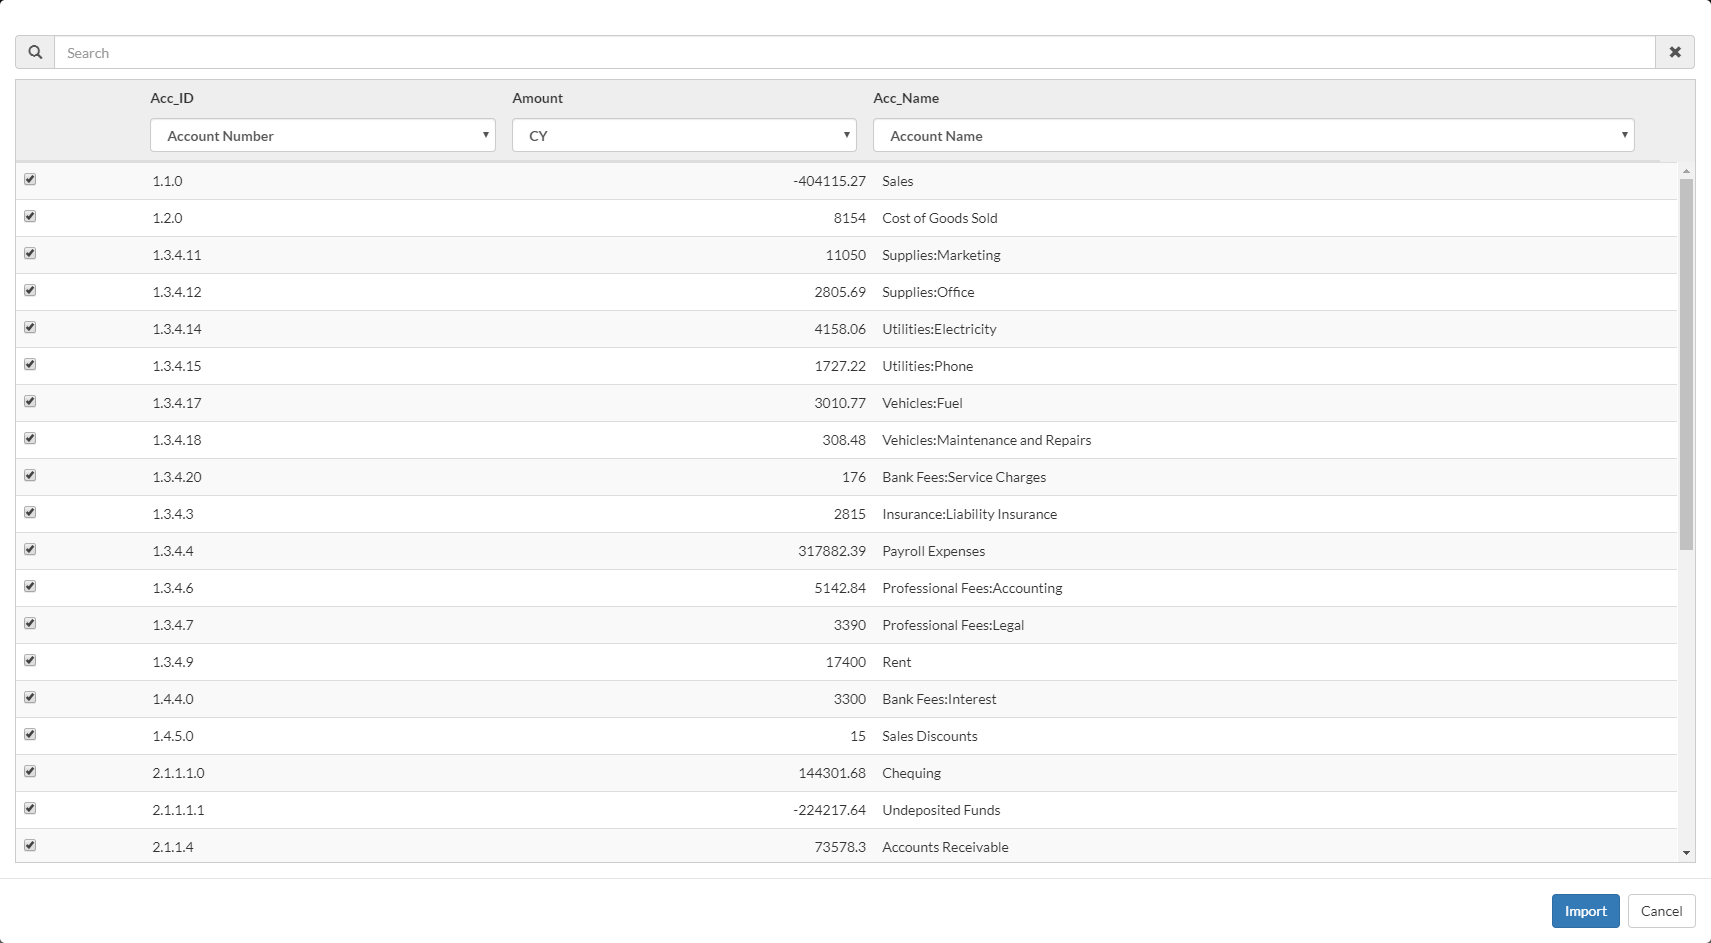 Search
Acc_ID Amount Acc_Name
Account Number CY Account Name
1.1.0 -404115.27 Sales
1.2.0 8154 Cost of Goods Sold
1.3.4.11 11050 Supplies:Marketing
1.3.4.12 2805.69 Supplies:Office
1.3.4.14 4158.06 Utilities:Electricity
1.3.4.15 1727.22 Utilities:Phone
1.3.4.17 3010.77 Vehicles:Fuel
1.3.4.18 308.48 Vehicles:Maintenance and Repairs
1.3.4.20 176 Bank Fees:Service Charges
1.3.4.3 2815 Insurance:Liability Insurance
1.3.4.4 317882.39 Payroll Expenses
1.3.4.6 5142.84 Professional Fees:Accounting
1.3.4.7 3390 Professional Fees:Legal
1.3.4.9 17400 Rent
1.4.4.0 3300 Bank Fees:Interest
1.4.5.0 15 Sales Discounts
2.1.1.1.0 144301.68 Chequing
2.1.1.1.1 -224217.64 Undeposited Funds
2.1.1.4 73578.3 Accounts Receivable
Import Cancel